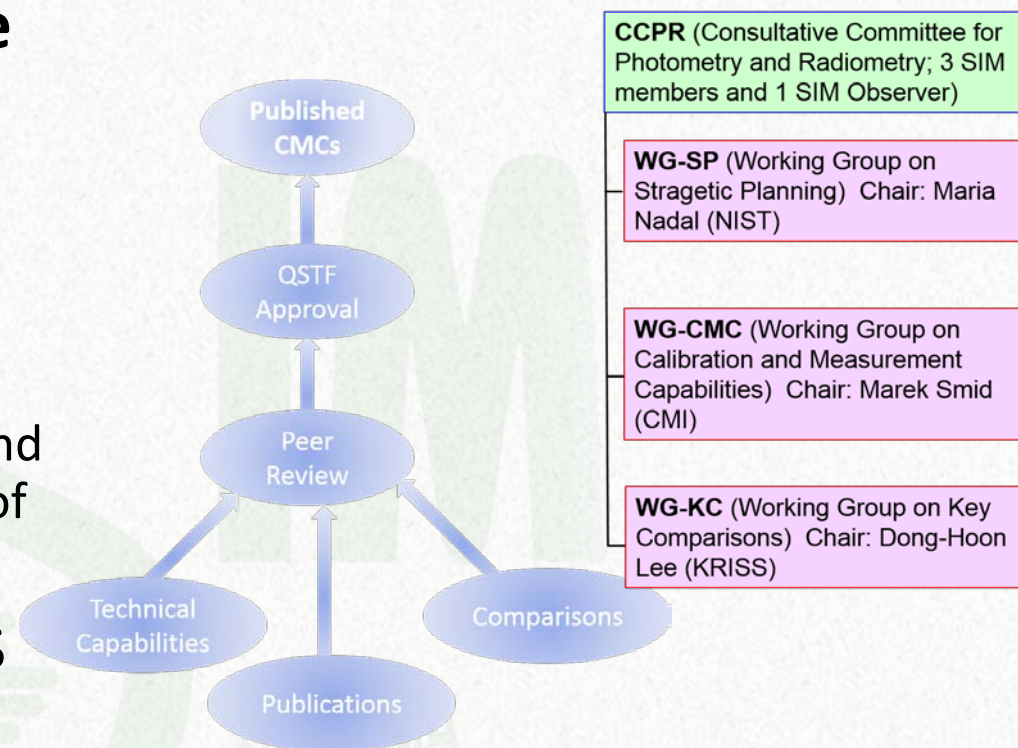 e
nd
of
s
Published
CMCs
QSTF
Approval
Peer
Review
Technical
Capabilities
Publications
Comparisons
CCPR (Consultative Committee for
Photometry and Radiometry; 3 SIM
members and 1 SIM Observer)
WG-SP (Working Group on
Stragetic Planning)  Chair: Maria
Nadal (NIST)
WG-CMC (Working Group on
Calibration and Measurement
Capabilities)  Chair: Marek Smid
(CMI)
WG-KC (Working Group on Key
Comparisons)  Chair: Dong-Hoon
Lee (KRISS)